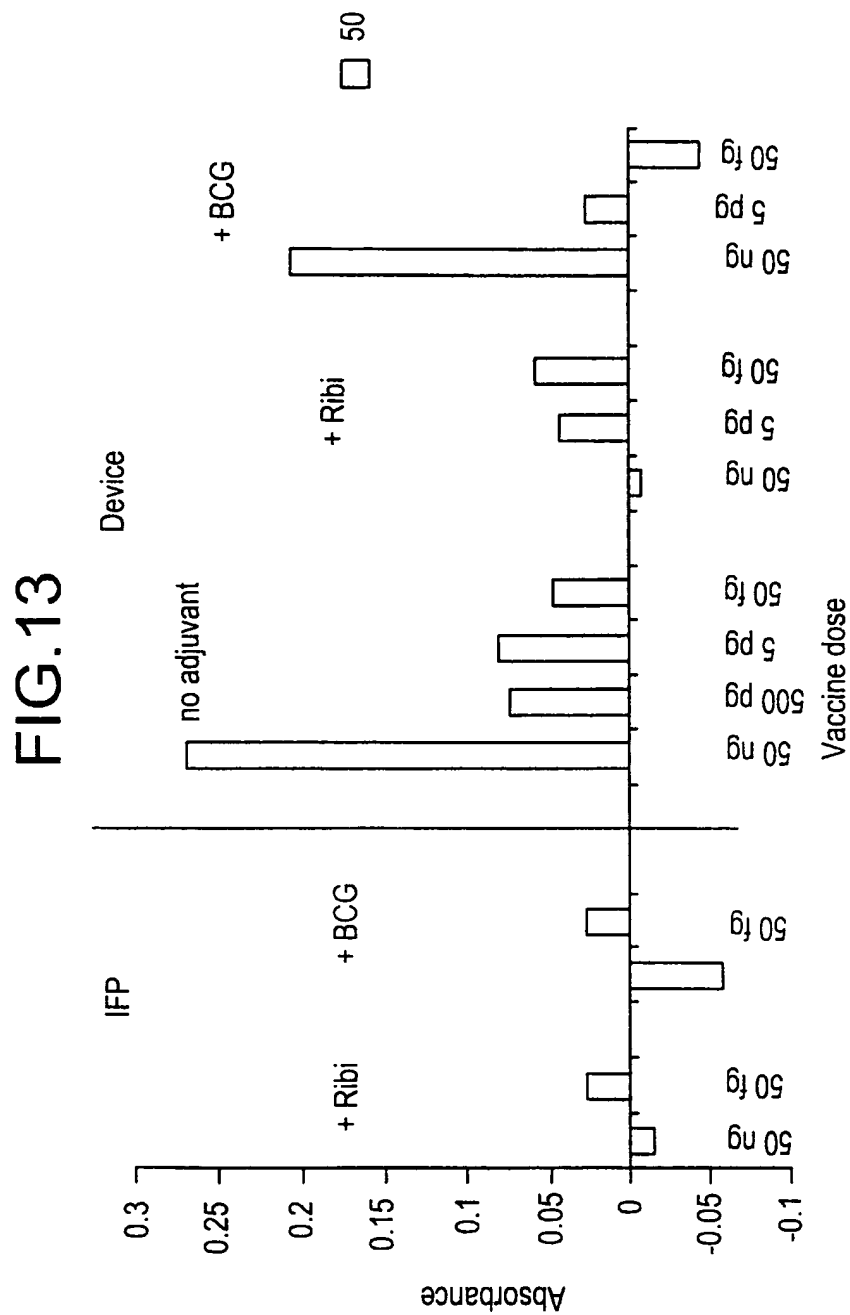 FIG.13
IFP
Device
+ Ribi
+ BCG
no adjuvant
+ Ribi
+ BCG
50
0.3
0.25
0.2
0.15
0.1
0.05
0
-0.05
-0.1
Absorbance
50 ng
50 fg
50 fg
50 ng
500 pg
5 pg
50 fg
50 ng
5 pg
50 fg
50 ng
5 pg
50 fg
Vaccine dose